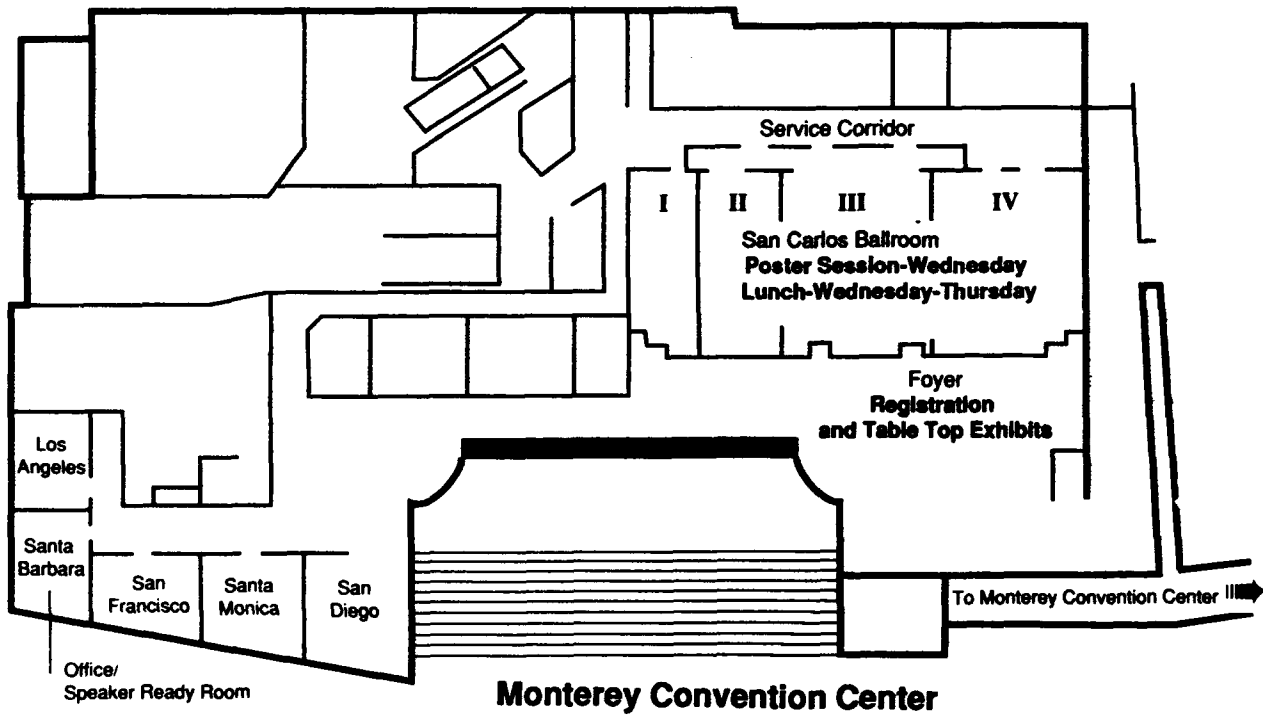 Service Corridor
I II III IV
San Carlos Ballroom
Poster Session-Wednesday
Lunch-Wednesday-Thursday
Foyer
Registration
and Table Top Exhibits
Los
Angeles
Santa
Barbara
San
Francisco
Santa
Monica
San
Diego
To Monterey Convention Center
Office/
Speaker Ready Room
Monterey Convention Center